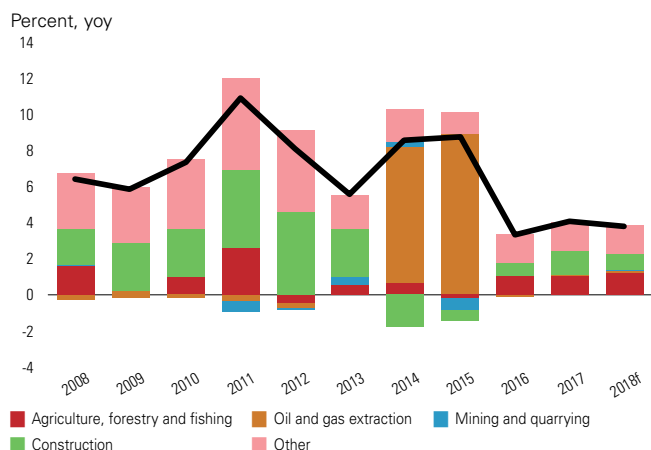 Percent, yoy
14
12
10
8
6
4
2
0
-2
-4
2008 2009 2010 2011 2012 2013 2014 2015 2016 2017 2018f
Agriculture, forestry and fishing Oil and gas extraction Mining and quarrying
Construction Other